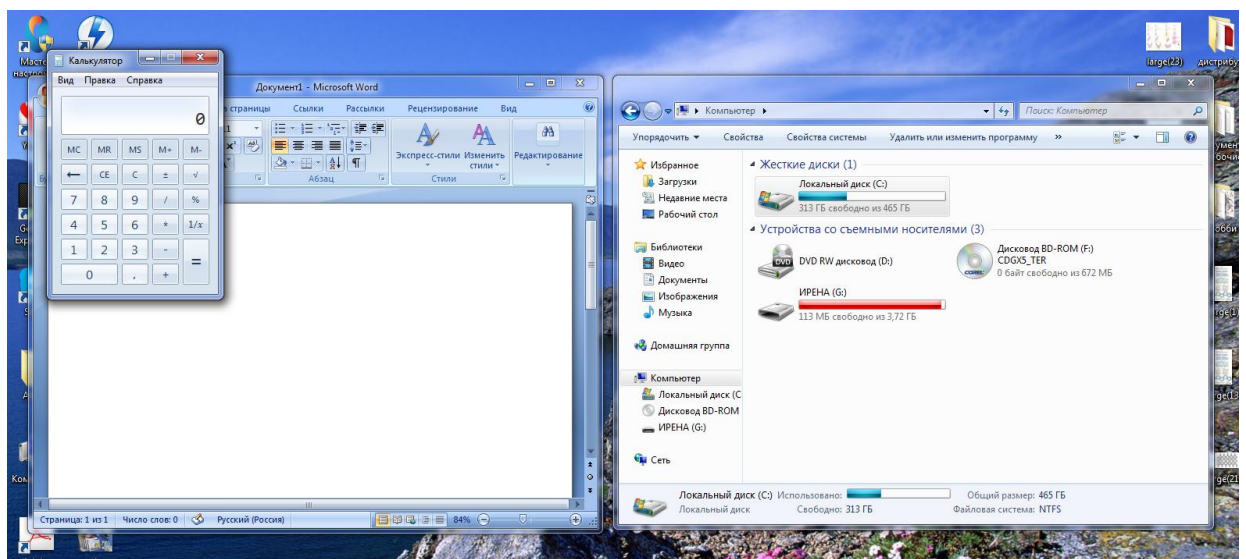 Калькулятор
Вид Правка Справка
0
MC MR MS M+ M-
← CE C ± √
7 8 9 / %
4 5 6 * 1/x
1 2 3 - =
0 , +
Документ1 - Microsoft Word
страницы Ссылки Рассылки Рецензирование Вид
Экспресс-стили Изменить стили Редактирование
Абзац Стили
Страница: 1 из 1 Число слов: 0 Русский (Россия) 84%
Компьютер
Поиск: Компьютер
Упорядочить Свойства Свойства системы Удалить или изменить программу »
Избранное
Загрузки
Недавние места
Рабочий стол
Библиотеки
Видео
Документы
Изображения
Музыка
Домашняя группа
Компьютер
Локальный диск (C
Дисковод BD-ROM
ИРЕНА (G:)
Сеть
Жесткие диски (1)
Локальный диск (C:)
313 ГБ свободно из 465 ГБ
Устройства со съемными носителями (3)
DVD RW дисковод (D:)
Дисковод BD-ROM (F:)
CDGX5_TER
0 байт свободно из 672 МБ
ИРЕНА (G:)
113 МБ свободно из 3,72 ГБ
Локальный диск (C:) Использовано: Общий размер: 465 ГБ
Локальный диск Свободно: 313 ГБ Файловая система: NTFS
large(23)
дистрибу